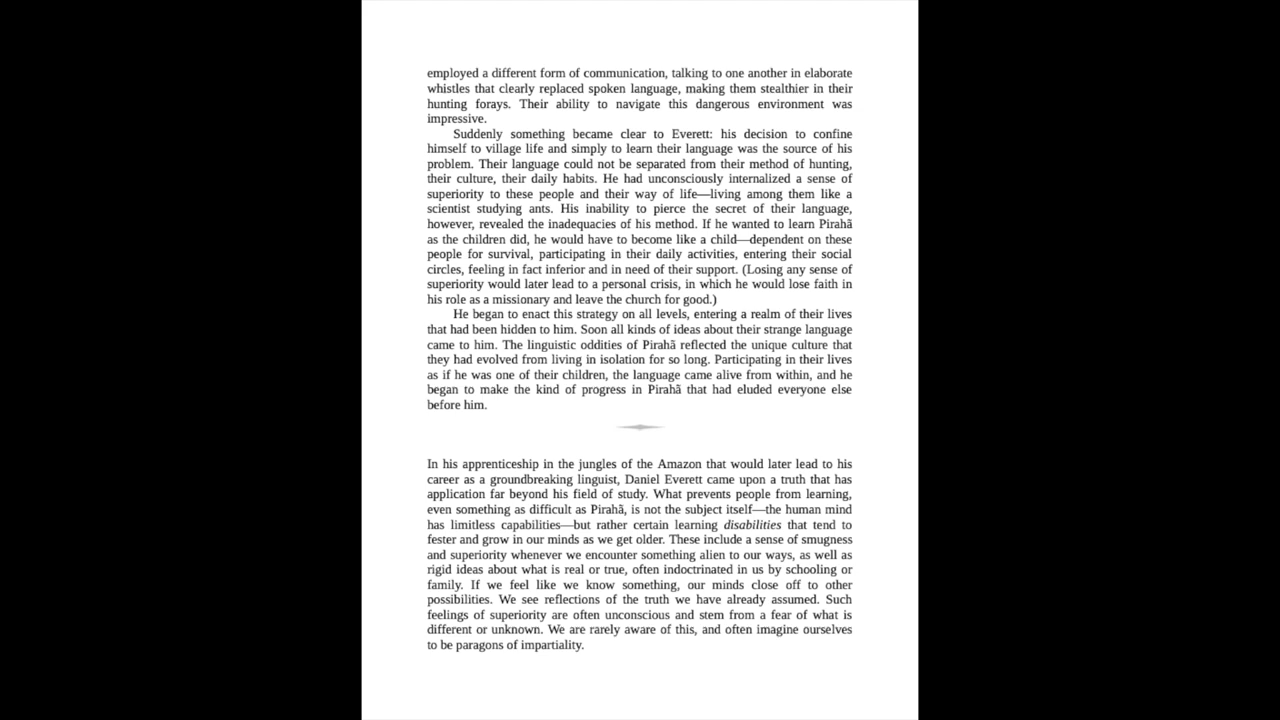 employed a different form of communication, talking to one another in elaborate
whistles that clearly replaced spoken language, making them stealthier in their
hunting forays. Their ability to navigate this dangerous environment was
impressive.
Suddenly something became clear to Everett: his decision to confine
himself to village life and simply to learn their language was the source of his
problem. Their language could not be separated from their method of hunting,
their culture, their daily habits. He had unconsciously internalized a sense of
superiority to these people and their way of life—living among them like a
scientist studying ants. His inability to pierce the secret of their language,
however, revealed the inadequacies of his method. If he wanted to learn Pirahã
as the children did, he would have to become like a child—dependent on these
people for survival, participating in their daily activities, entering their social
circles, feeling in fact inferior and in need of their support. (Losing any sense of
superiority would later lead to a personal crisis, in which he would lose faith in
his role as a missionary and leave the church for good.)
He began to enact this strategy on all levels, entering a realm of their lives
that had been hidden to him. Soon all kinds of ideas about their strange language
came to him. The linguistic oddities of Pirahã reflected the unique culture that
they had evolved from living in isolation for so long. Participating in their lives
as if he was one of their children, the language came alive from within, and he
began to make the kind of progress in Pirahã that had eluded everyone else
before him.
In his apprenticeship in the jungles of the Amazon that would later lead to his
career as a groundbreaking linguist, Daniel Everett came upon a truth that has
application far beyond his field of study. What prevents people from learning,
even something as difficult as Pirahã, is not the subject itself—the human mind
has limitless capabilities—but rather certain learning disabilities that tend to
fester and grow in our minds as we get older. These include a sense of smugness
and superiority whenever we encounter something alien to our ways, as well as
rigid ideas about what is real or true, often indoctrinated in us by schooling or
family. If we feel like we know something, our minds close off to other
possibilities. We see reflections of the truth we have already assumed. Such
feelings of superiority are often unconscious and stem from a fear of what is
different or unknown. We are rarely aware of this, and often imagine ourselves
to be paragons of impartiality.